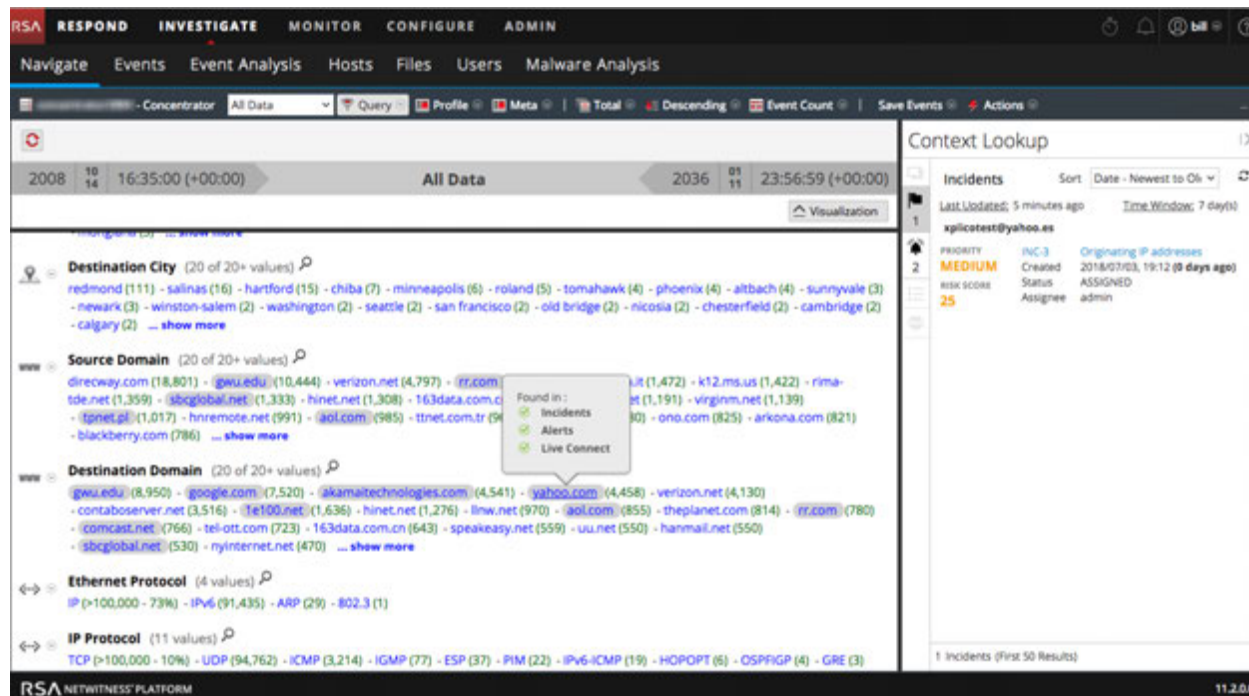 RSA RESPOND INVESTIGATE MONITOR CONFIGURE ADMIN bill
Navigate Events Event Analysis Hosts Files Users Malware Analysis
- Concentrator All Data Query Profile Meta | Total Descending Event Count | Save Events Actions
2008 10 14 16:35:00 (+00:00) All Data 2036 01 11 23:56:59 (+00:00)
Visualization
... show more
Destination City (20 of 20+ values)
redmond (111) - salinas (16) - hartford (15) - chiba (7) - minneapolis (6) - roland (5) - tomahawk (4) - phoenix (4) - altbach (4) - sunnyvale (3)
- newark (3) - winston-salem (2) - washington (2) - seattle (2) - san francisco (2) - old bridge (2) - nicosia (2) - chesterfield (2) - cambridge (2)
- calgary (2) ... show more
Source Domain (20 of 20+ values)
direcway.com (18,801) - gwu.edu (10,444) - verizon.net (4,797) - rr.com .it (1,472) - k12.ms.us (1,422) - rima-
tde.net (1,359) - sbcglobal.net (1,333) - hinet.net (1,308) - 163data.com.c et (1,191) - virginm.net (1,139)
- tpnet.pl (1,017) - hnremote.net (991) - aol.com (985) - ttnet.com.tr - ono.com (825) - arkona.com (821)
- blackberry.com (786) ... show more
Found in :
Incidents
Alerts
Live Connect
Destination Domain (20 of 20+ values)
gwu.edu (8,950) - google.com (7,520) - akamaitechnologies.com (4,541) - yahoo.com (4,458) - verizon.net (4,130)
- contaboserver.net (3,516) - 1e100.net (1,636) - hinet.net (1,276) - llnw.net (970) - aol.com (855) - theplanet.com (814) - rr.com (780)
- comcast.net (766) - tel-ott.com (723) - 163data.com.cn (643) - speakeasy.net (559) - uu.net (550) - hanmail.net (550)
- sbcglobal.net (530) - nyinternet.net (470) ... show more
Ethernet Protocol (4 values)
IP (>100,000 - 73%) - IPv6 (91,435) - ARP (29) - 802.3 (1)
IP Protocol (11 values)
TCP (>100,000 - 10%) - UDP (94,762) - ICMP (3,214) - IGMP (77) - ESP (37) - PIM (22) - IPv6-ICMP (19) - HOPOPT (6) - OSPFIGP (4) - GRE (3)
Context Lookup
1
2
Incidents Sort Date - Newest to Ol
Last Updated: 5 minutes ago Time Window: 7 day(s)
xplicotest@yahoo.es
PRIORITY INC-3 Originating IP addresses
MEDIUM Created 2018/07/03, 19:12 (0 days ago)
RISK SCORE Status ASSIGNED
25 Assignee admin
1 Incidents (First 50 Results)
RSA NETWITNESS PLATFORM 11.2.0.